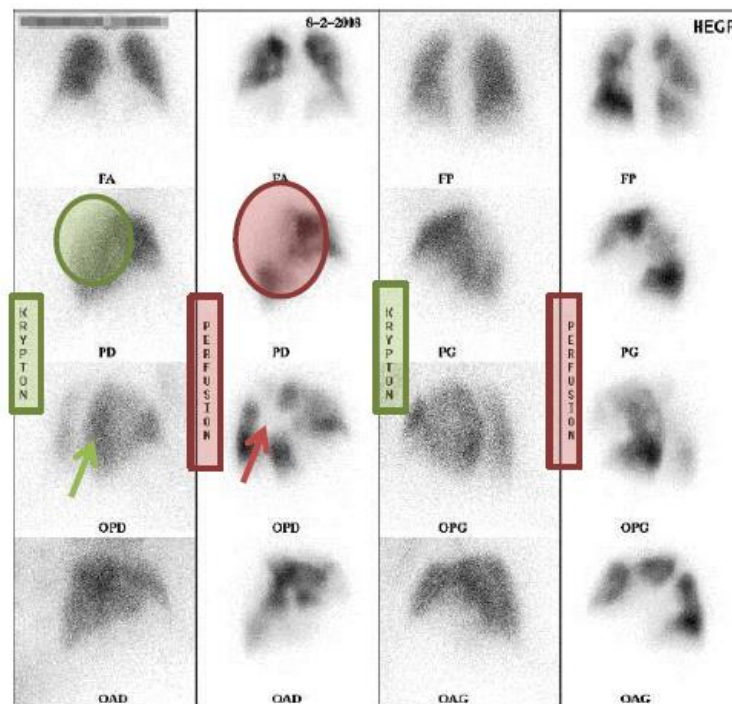 8-2-2008
HEGP
FA
FA
FP
FP
PD
PD
PG
PG
KRYPTON
PERFUSION
KRYPTON
PERFUSION
OPD
OPD
OPG
OPG
OAD
OAD
OAG
OAG